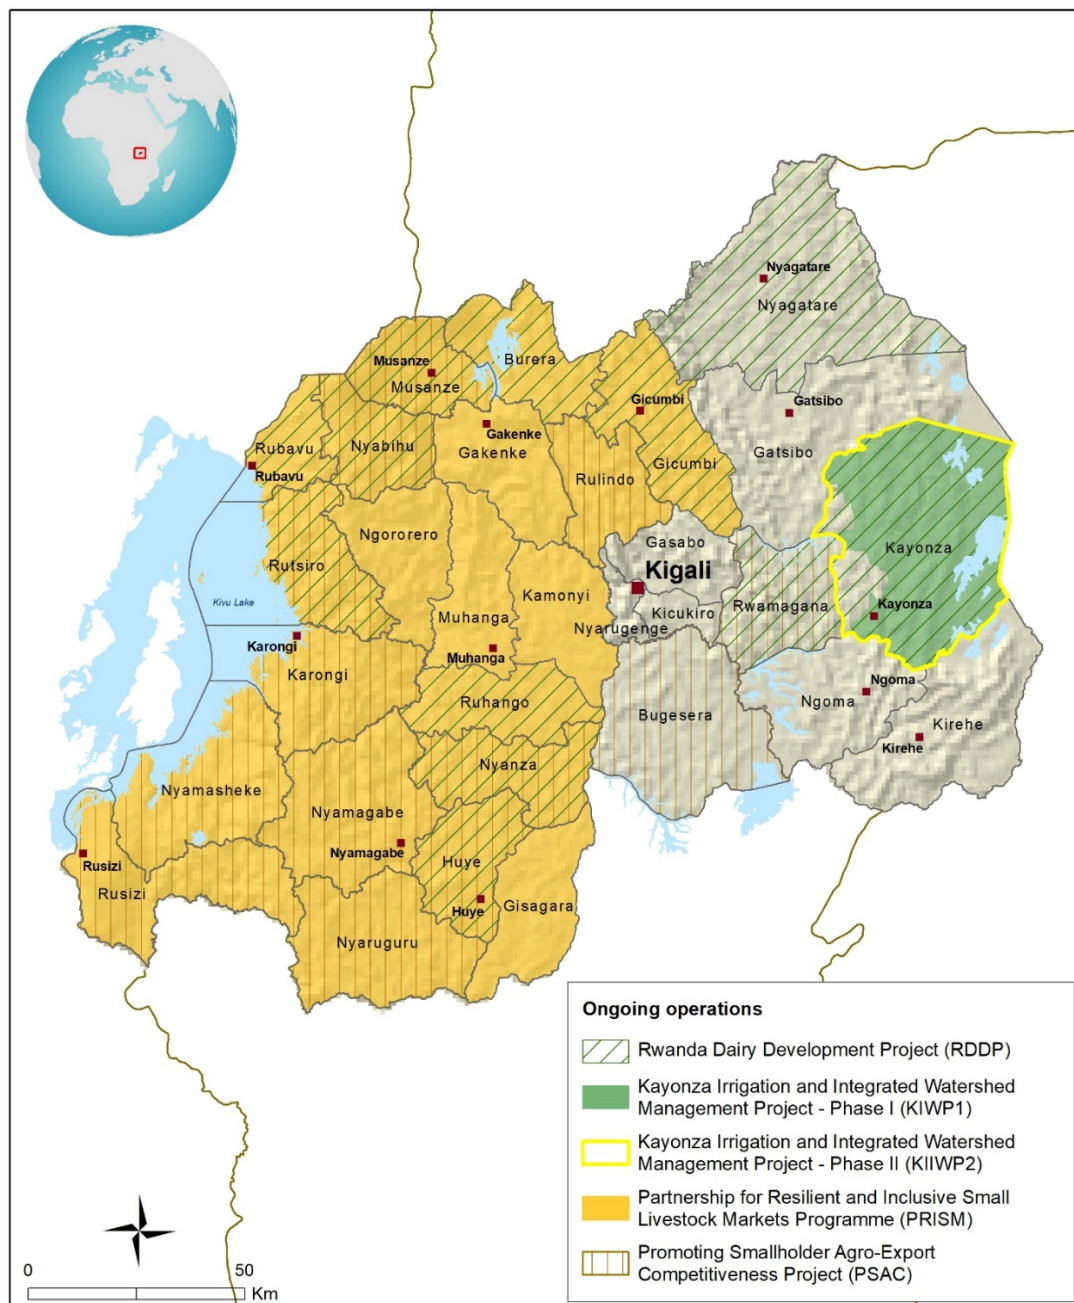 Nyagatare
Nyagatare
Musanze
Musanze
Burera
Gicumbi
Gatsibo
Gakenke
Gakenke
Rubavu
Rubavu
Nyabihu
Rulindo
Gicumbi
Gatsibo
Ngororero
Gasabo
Kayonza
Rutsiro
Kigali
Kamonyi
Kivu Lake
Rwamagana
Kayonza
Muhanga
Kicukiro
Nyarugenge
Karongi
Muhanga
Karongi
Ruhango
Ngoma
Ngoma
Bugesera
Kirehe
Kirehe
Nyanza
Nyamasheke
Nyamagabe
Nyamagabe
Rusizi
Huye
Rusizi
Huye
Gisagara
Nyaruguru
Ongoing operations
Rwanda Dairy Development Project (RDDP)
Kayonza Irrigation and Integrated Watershed
Management Project - Phase I (KIWP1)
Kayonza Irrigation and Integrated Watershed
Management Project - Phase II (KIIWP2)
Partnership for Resilient and Inclusive Small
Livestock Markets Programme (PRISM)
Promoting Smallholder Agro-Export
Competitiveness Project (PSAC)
0 50
Km